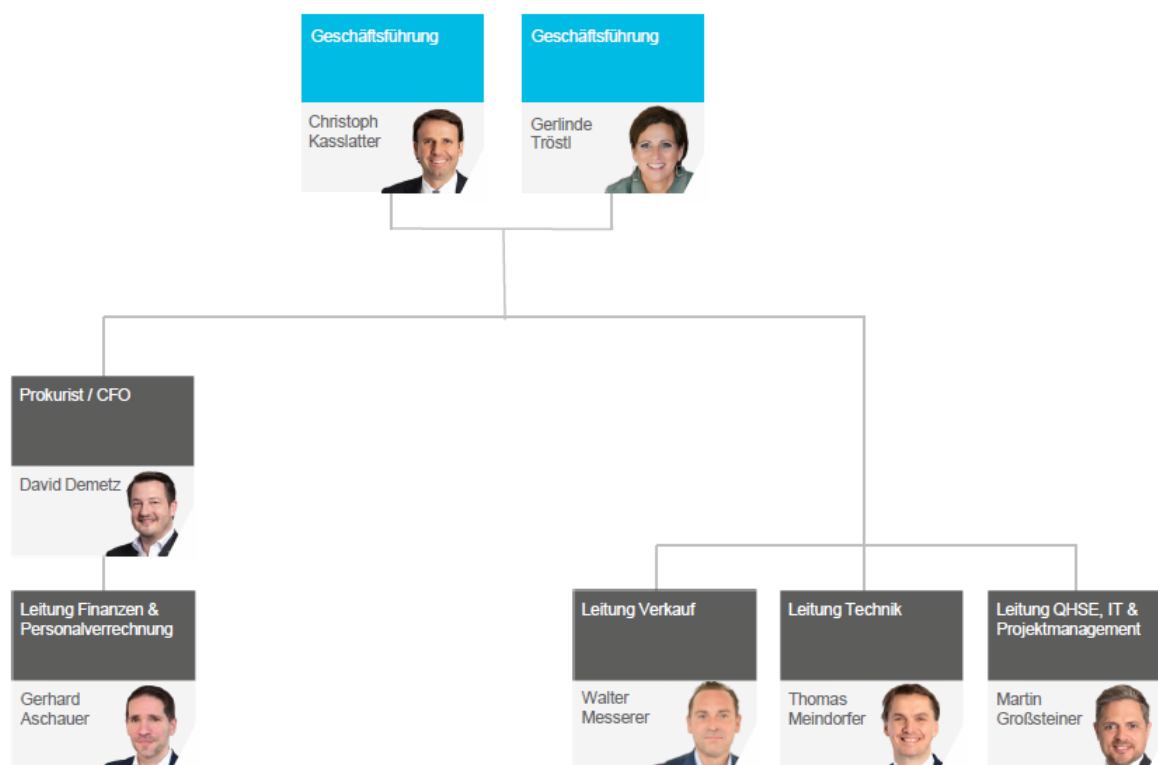 Geschäftsführung
Christoph
Kasslatter
Geschäftsführung
Gerlinde
Tröstl
Prokurist / CFO
David Demetz
Leitung Finanzen &
Personalverrechnung
Gerhard
Aschauer
Leitung Verkauf
Walter
Messerer
Leitung Technik
Thomas
Meindorfer
Leitung QHSE, IT &
Projektmanagement
Martin
Großsteiner